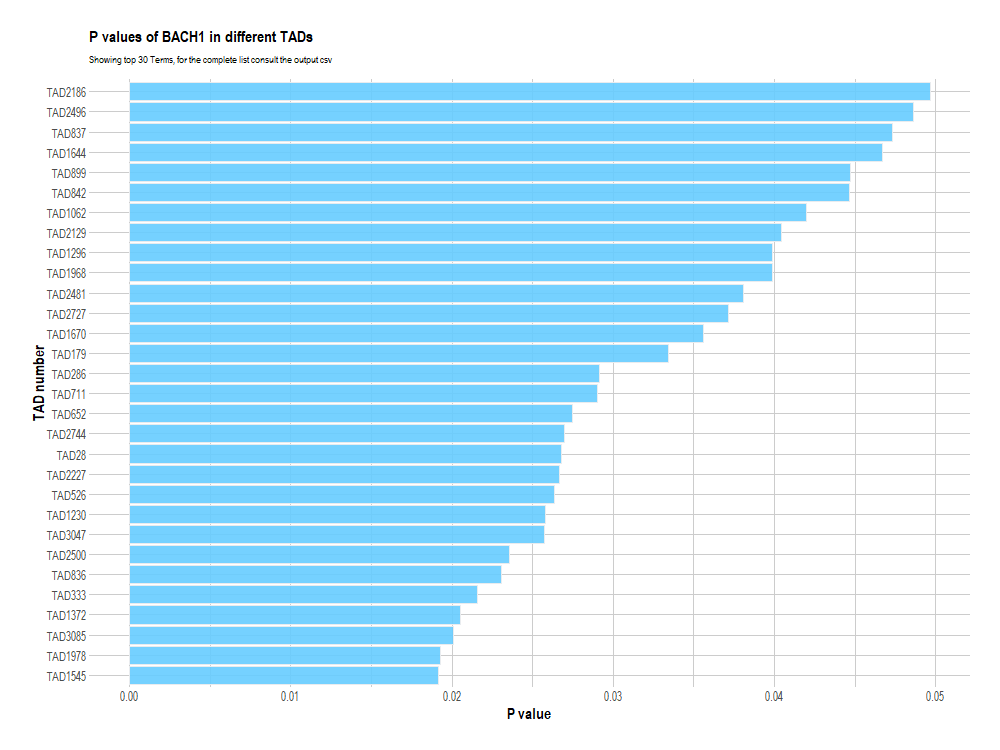 P values of BACH1 in different TADs
Showing top 30 Terms, for the complete list consult the output csv
TAD number
TAD2186
TAD2496
TAD837
TAD1644
TAD899
TAD842
TAD1062
TAD2129
TAD1296
TAD1968
TAD2481
TAD2727
TAD1670
TAD179
TAD286
TAD711
TAD652
TAD2744
TAD28
TAD2227
TAD526
TAD1230
TAD3047
TAD2500
TAD836
TAD333
TAD1372
TAD3085
TAD1978
TAD1545
0.00 0.01 0.02 0.03 0.04 0.05
P value